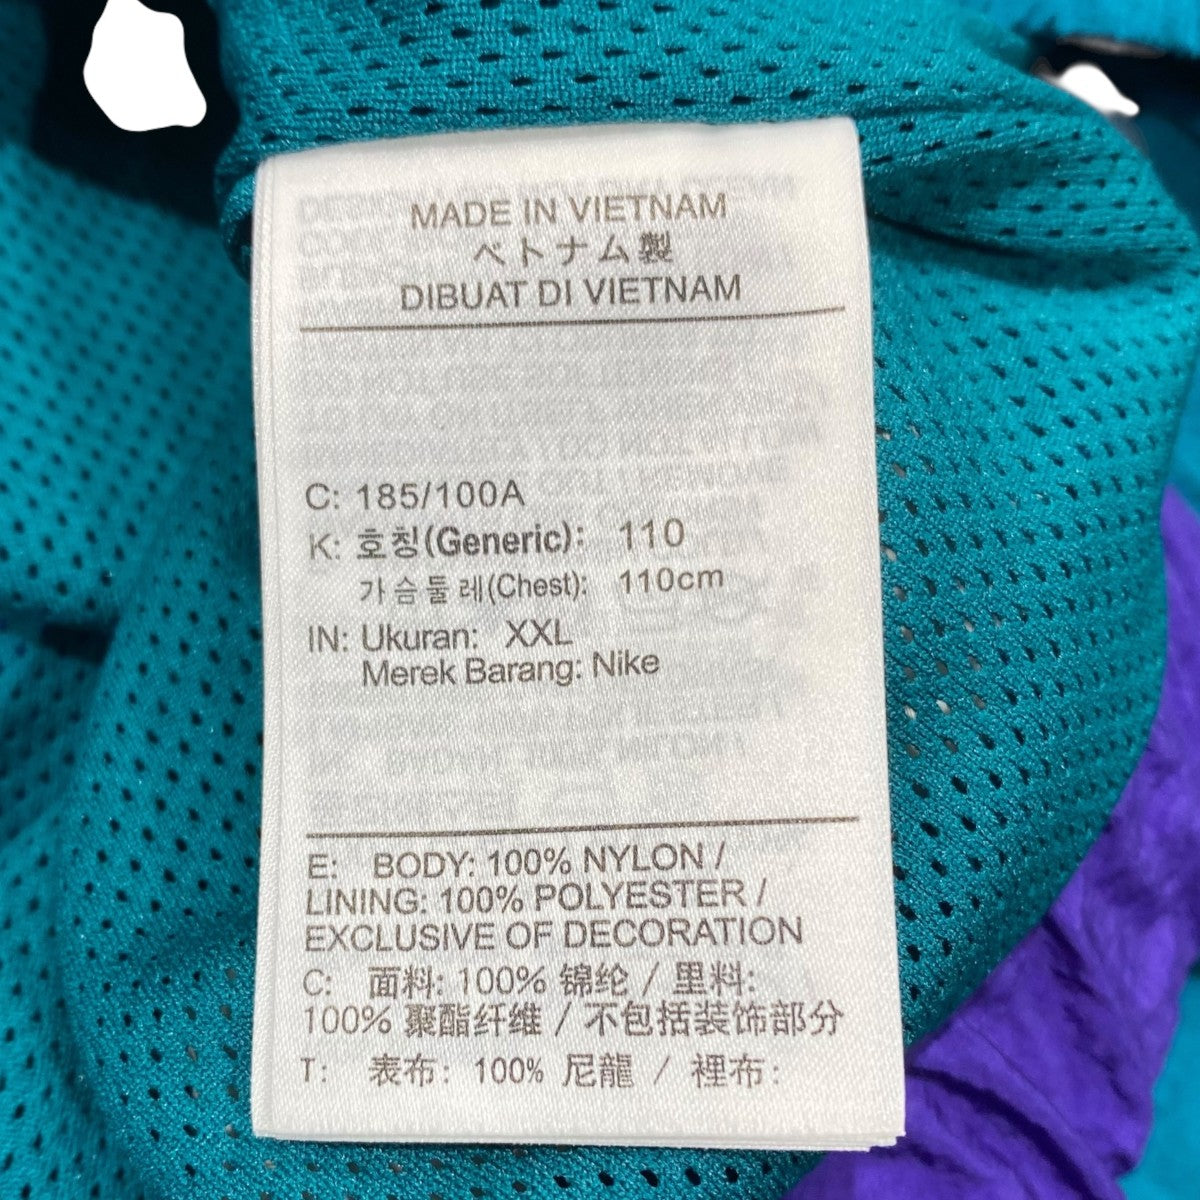 MADE IN VIETNAM
ベトナム製
DIBUAT DI VIETNAM
C: 185/100A
K: 호칭(Generic): 110
가슴둘레(Chest): 110cm
IN: Ukuran: XXL
Merek Barang: Nike
E: BODY: 100% NYLON /
LINING: 100% POLYESTER /
EXCLUSIVE OF DECORATION
C: 面料: 100% 锦纶 / 里料:
100% 聚酯纤维 / 不包括装饰部分
T: 表布: 100% 尼龍 / 裡布: